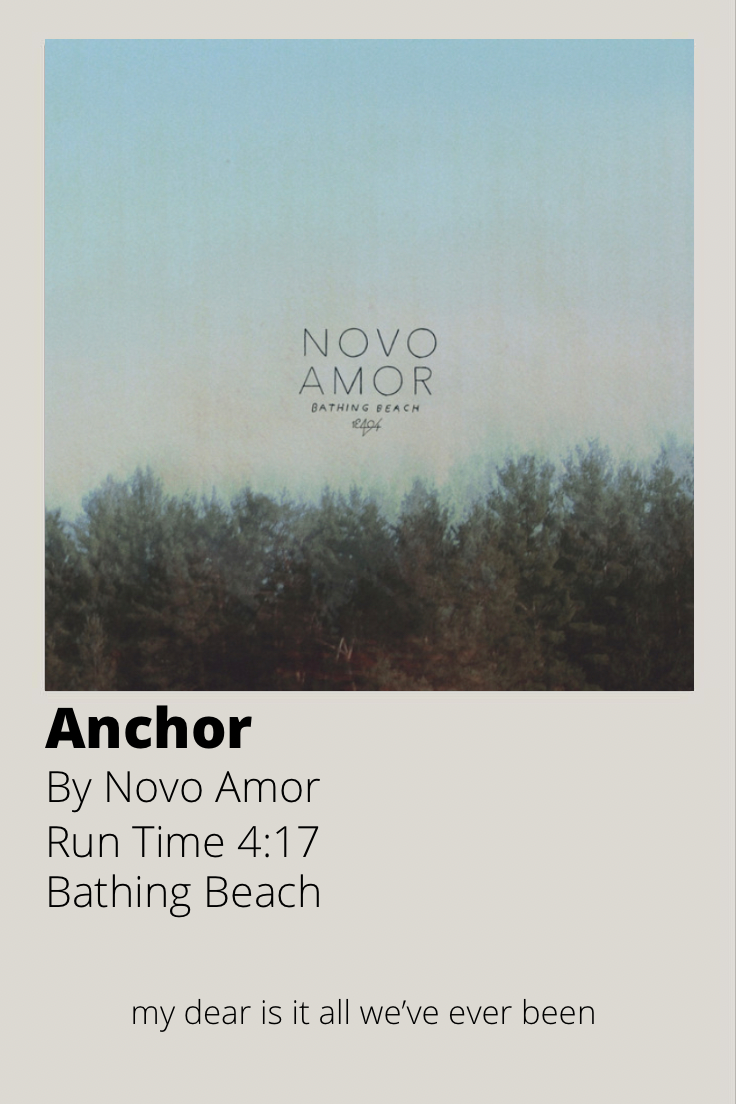 NOVO
AMOR
BATHING BEACH
Anchor
By Novo Amor
Run Time 4:17
Bathing Beach
my dear is it all we’ve ever been